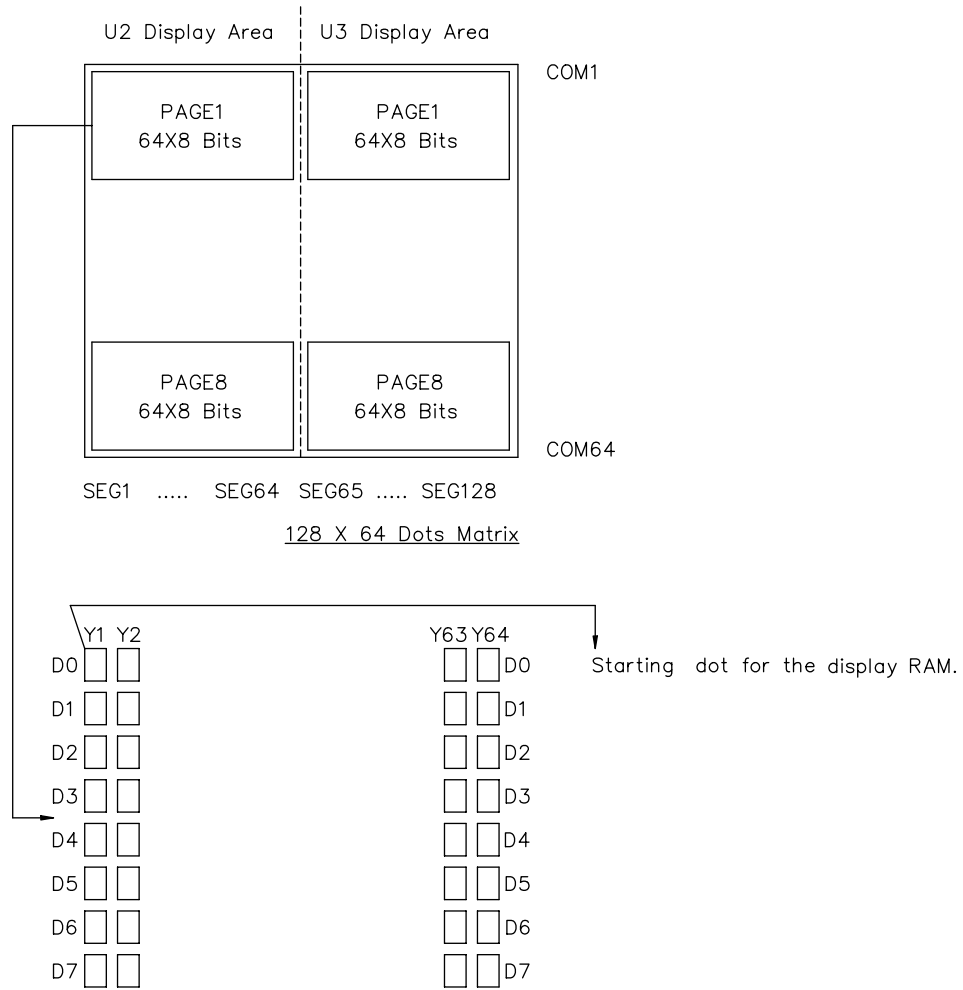 U2 Display Area U3 Display Area
COM1
PAGE1 PAGE1
64X8 Bits 64X8 Bits
PAGE8 PAGE8
64X8 Bits 64X8 Bits
COM64
SEG1 ..... SEG64 SEG65 ..... SEG128
128 X 64 Dots Matrix
Y1 Y2 Y63 Y64
D0 D0 Starting dot for the display RAM.
D1 D1
D2 D2
D3 D3
D4 D4
D5 D5
D6 D6
D7 D7